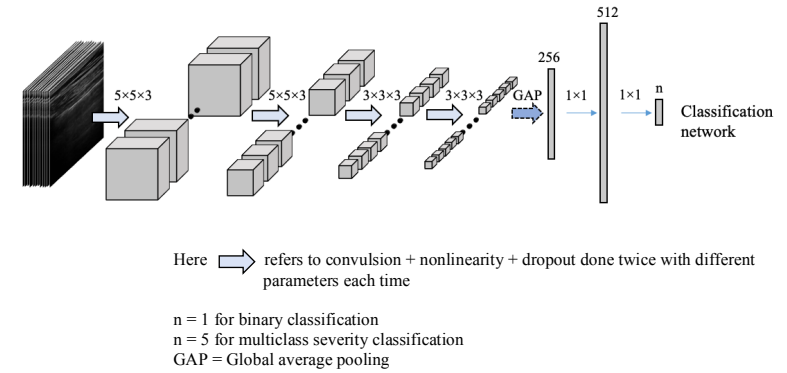 512
256
n
5×5×3
5×5×3
3×3×3
3×3×3
GAP
1×1
1×1
Classification
network
Here refers to convulsion + nonlinearity + dropout done twice with different
parameters each time
n = 1 for binary classification
n = 5 for multiclass severity classification
GAP = Global average pooling